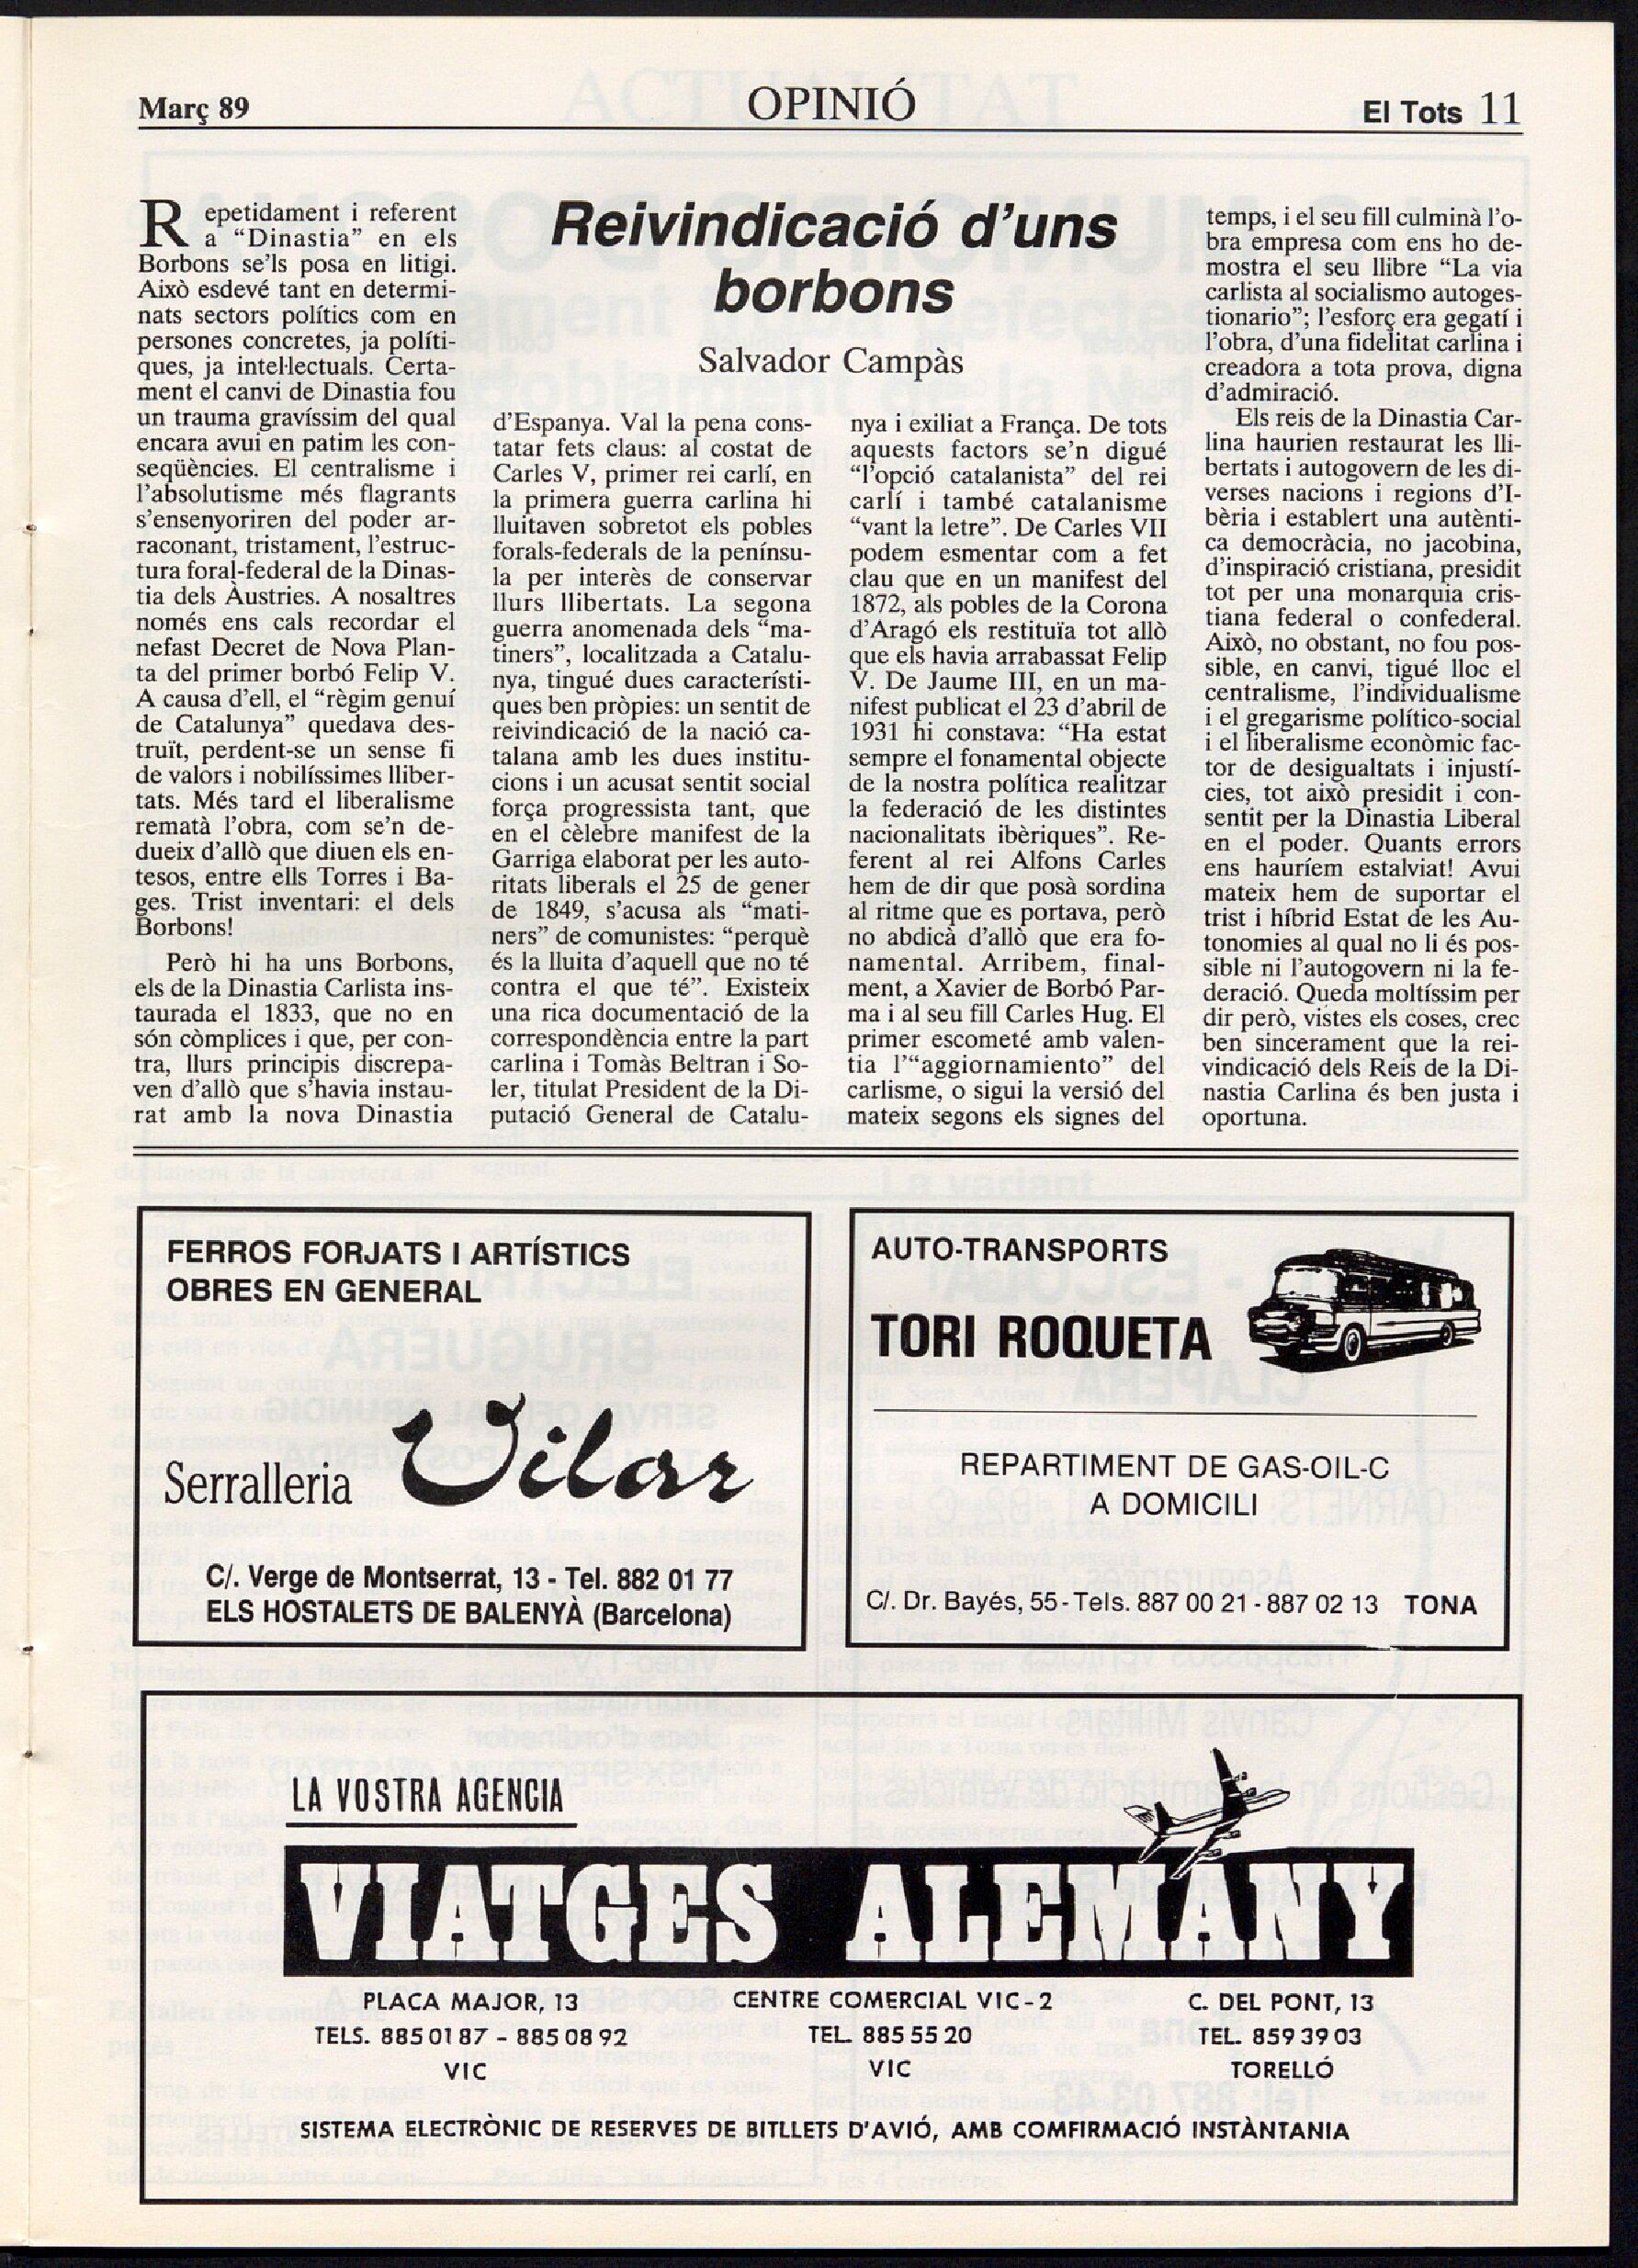 Març 89
OPINIÓ
El Tots 11
Reivindicació d'uns
borbons
Salvador Campàs
Repetidament i referent
a “Dinastia” en els
Borbons se'ls posa en litigi.
Això esdevé tant en determi-
nats sectors polítics com en
persones concretes, ja políti-
ques, ja intel·lectuals. Certa-
ment el canvi de Dinastia fou
un trauma gravíssim del qual
encara avui en patim les con-
seqüències. El centralisme i
l'absolutisme més flagrants
s'ensenyoriren del poder ar-
raconant, tristament, l'estruc-
tura foral-federal de la Dinas-
tia dels Àustries. A nosaltres
només ens cals recordar el
nefast Decret de Nova Plan-
ta del primer borbó Felip V.
A causa d'ell, el “règim genuí
de Catalunya” quedava des-
truït, perdent-se un sense fi
de valors i nobilíssimes lliber-
tats. Més tard el liberalisme
rematà l'obra, com se'n de-
dueix d'allò que diuen els en-
tesos, entre ells Torres i Ba-
ges. Trist inventari: el dels
Borbons!
Però hi ha uns Borbons,
els de la Dinastia Carlista ins-
taurada el 1833, que no en
són còmplices i que, per con-
tra, llurs principis discrepa-
ven d'allò que s'havia instau-
rat amb la nova Dinastia
d'Espanya. Val la pena cons-
tatar fets claus: al costat de
Carles V, primer rei carlí, en
la primera guerra carlina hi
lluitaven sobretot els pobles
forals-federals de la penínsu-
la per interès de conservar
llurs llibertats. La segona
guerra anomenada dels “ma-
tiners”, localitzada a Catalu-
nya, tingué dues característi-
ques ben pròpies: un sentit de
reivindicació de la nació ca-
talana amb les dues institu-
cions i un acusat sentit social
força progressista tant, que
en el cèlebre manifest de la
Garriga elaborat per les auto-
ritats liberals el 25 de gener
de 1849, s'acusa als “mati-
ners” de comunistes: “perquè
és la lluita d'aquell que no té
contra el que té”. Existeix
una rica documentació de la
correspondència entre la part
carlina i Tomàs Beltran i So-
ler, titulat President de la Di-
putació General de Catalu-
nya i exiliat a França. De tots
aquests factors se'n digué
“l'opció catalanista” del rei
carlí i també catalanisme
“vant la letre”. De Carles VII
podem esmentar com a fet
clau que en un manifest del
1872, als pobles de la Corona
d'Aragó els restituïa tot allò
que els havia arrabassat Felip
V. De Jaume III, en un ma-
nifest publicat el 23 d'abril de
1931 hi constava: “Ha estat
sempre el fonamental objecte
de la nostra política realitzar
la federació de les distintes
nacionalitats ibèriques”. Re-
ferent al rei Alfons Carles
hem de dir que posà sordina
al ritme que es portava, però
no abdicà d'allò que era fo-
namental. Arribem, final-
ment, a Xavier de Borbó Par-
ma i al seu fill Carles Hug. El
primer escometé amb valen-
tia l'“aggiornamiento” del
carlisme, o sigui la versió del
mateix segons els signes del
temps, i el seu fill culminà l'o-
bra empresa com ens ho de-
mostra el seu llibre “La via
carlista al socialismo autoges-
tionario”; l'esforç era gegatí i
l'obra, d'una fidelitat carlina i
creadora a tota prova, digna
d'admiració.
Els reis de la Dinastia Car-
lina haurien restaurat les lli-
bertats i autogovern de les di-
verses nacions i regions d'I-
bèria i establert una autènti-
ca democràcia, no jacobina,
d'inspiració cristiana, presidit
tot per una monarquia cris-
tiana federal o confederal.
Això, no obstant, no fou pos-
sible, en canvi, tigué lloc el
centralisme, l'individualisme
i el gregarisme político-social
i el liberalisme econòmic fac-
tor de desigualtats i injustí-
cies, tot això presidit i con-
sentit per la Dinastia Liberal
en el poder. Quants errors
ens hauríem estalviat! Avui
mateix hem de suportar el
trist i híbrid Estat de les Au-
tonomies al qual no li és pos-
sible ni l'autogovern ni la fe-
deració. Queda moltíssim per
dir però, vistes els coses, crec
ben sincerament que la rei-
vindicació dels Reis de la Di-
nastia Carlina és ben justa i
oportuna.
FERROS FORJATS I ARTÍSTICS
OBRES EN GENERAL
Serralleria Vilar
C/. Verge de Montserrat, 13 - Tel. 882 01 77
ELS HOSTALETS DE BALENYÀ (Barcelona)
AUTO-TRANSPORTS
TORI ROQUETA
REPARTIMENT DE GAS-OIL-C
A DOMICILI
C/. Dr. Bayés, 55 - Tels. 887 00 21 - 887 02 13 TONA
LA VOSTRA AGENCIA
VIATGES ALEMANY
PLACA MAJOR, 13
TELS. 885 01 87 - 885 08 92
VIC
CENTRE COMERCIAL VIC-2
TEL. 885 55 20
VIC
C. DEL PONT, 13
TEL. 859 39 03
TORELLÓ
SISTEMA ELECTRÒNIC DE RESERVES DE BITLLETS D'AVIÓ, AMB COMFIRMACIÓ INSTÀNTANIA